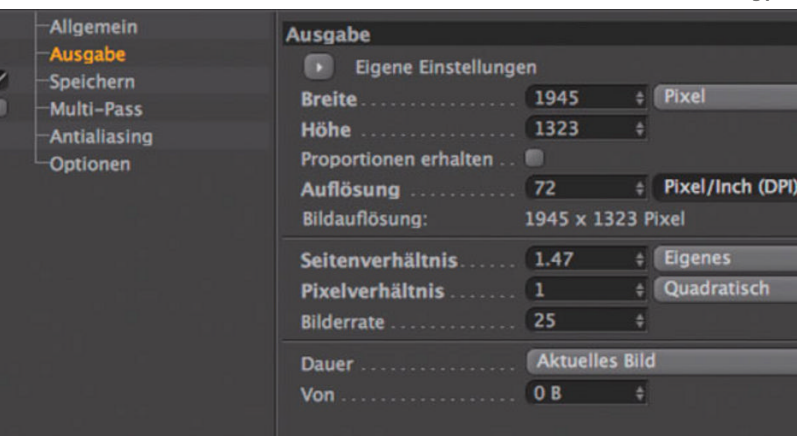 Allgemein
Ausgabe
Speichern
Multi-Pass
Antialiasing
Optionen
Ausgabe
Eigene Einstellungen
Breite 1945 Pixel
Höhe 1323
Proportionen erhalten
Auflösung 72 Pixel/Inch (DPI)
Bildauflösung: 1945 x 1323 Pixel
Seitenverhältnis 1.47 Eigenes
Pixelverhältnis 1 Quadratisch
Bilderrate 25
Dauer Aktuelles Bild
Von 0 B